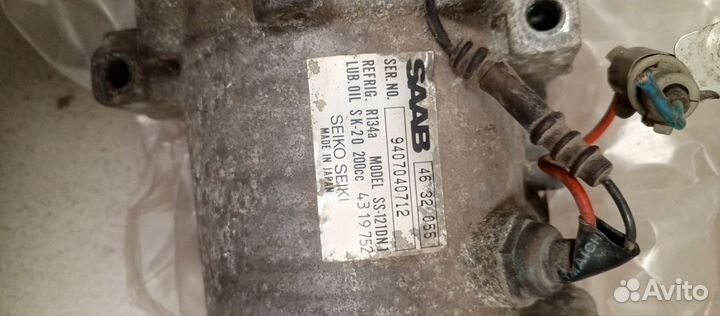 SAAB 46 32 055
SER.NO. 9407040712
REFRIG. R134a MODEL SS-121DN1
LUB.OIL SK-20 200cc 4319752
SEIKO SEIKI
MADE IN JAPAN
Avito